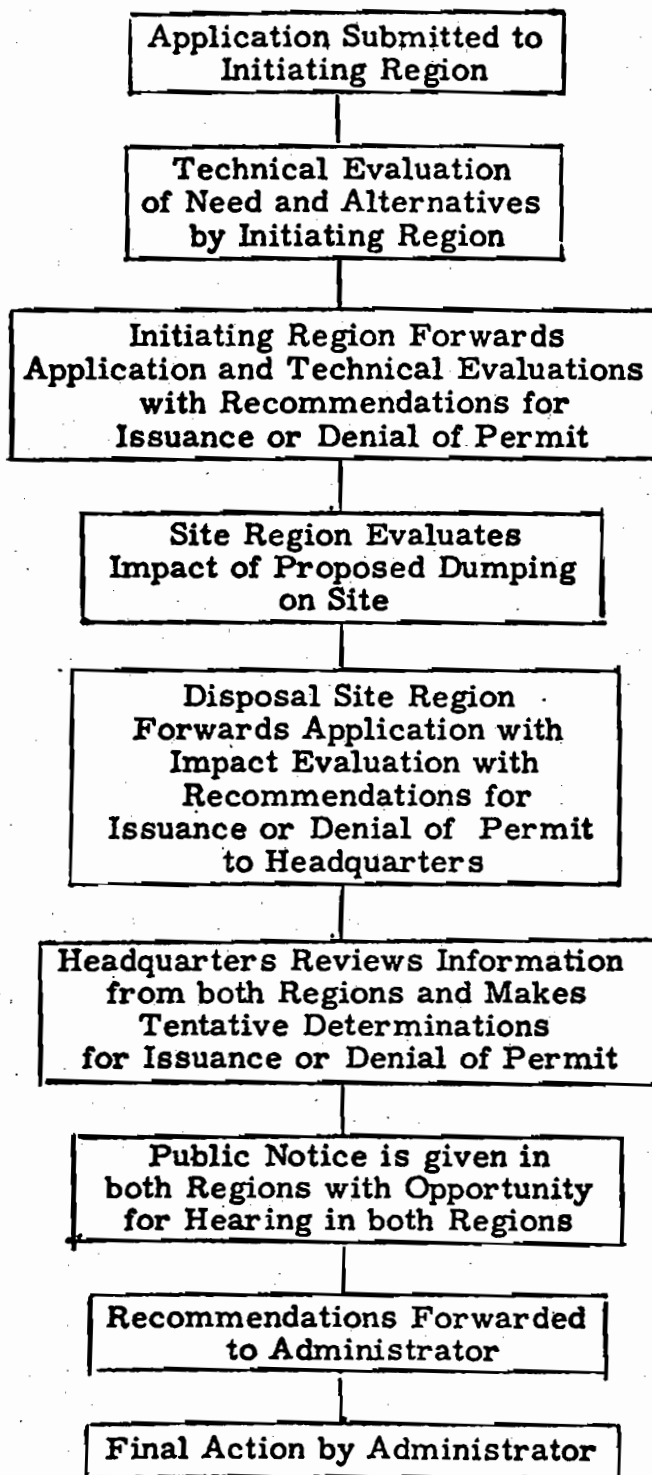 Application Submitted to
Initiating Region
Technical Evaluation
of Need and Alternatives
by Initiating Region
Initiating Region Forwards
Application and Technical Evaluations
with Recommendations for
Issuance or Denial of Permit
Site Region Evaluates
Impact of Proposed Dumping
on Site
Disposal Site Region
Forwards Application with
Impact Evaluation with
Recommendations for
Issuance or Denial of Permit
to Headquarters
Headquarters Reviews Information
from both Regions and Makes
Tentative Determinations
for Issuance or Denial of Permit
Public Notice is given in
both Regions with Opportunity
for Hearing in both Regions
Recommendations Forwarded
to Administrator
Final Action by Administrator